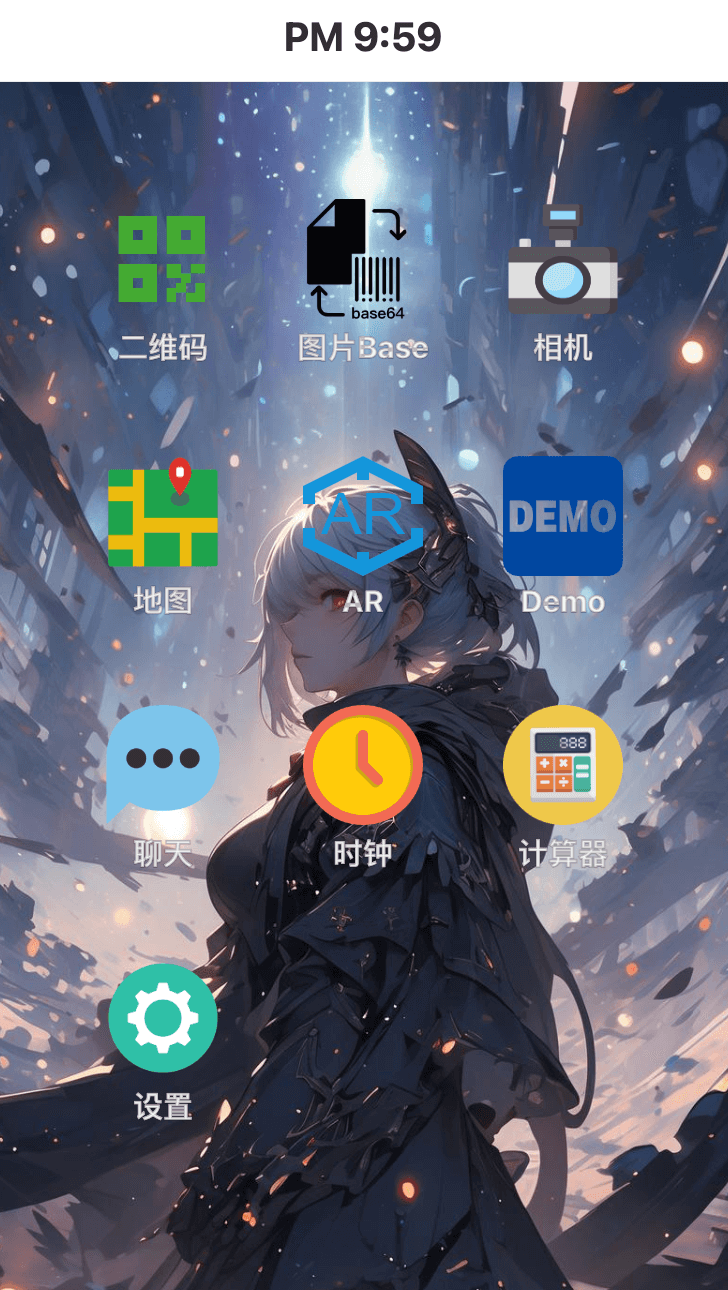 PM 9:59
base64
二维码
图片Base
相机
AR
DEMO
地图
AR
Demo
888
聊天
时钟
计算器
设置